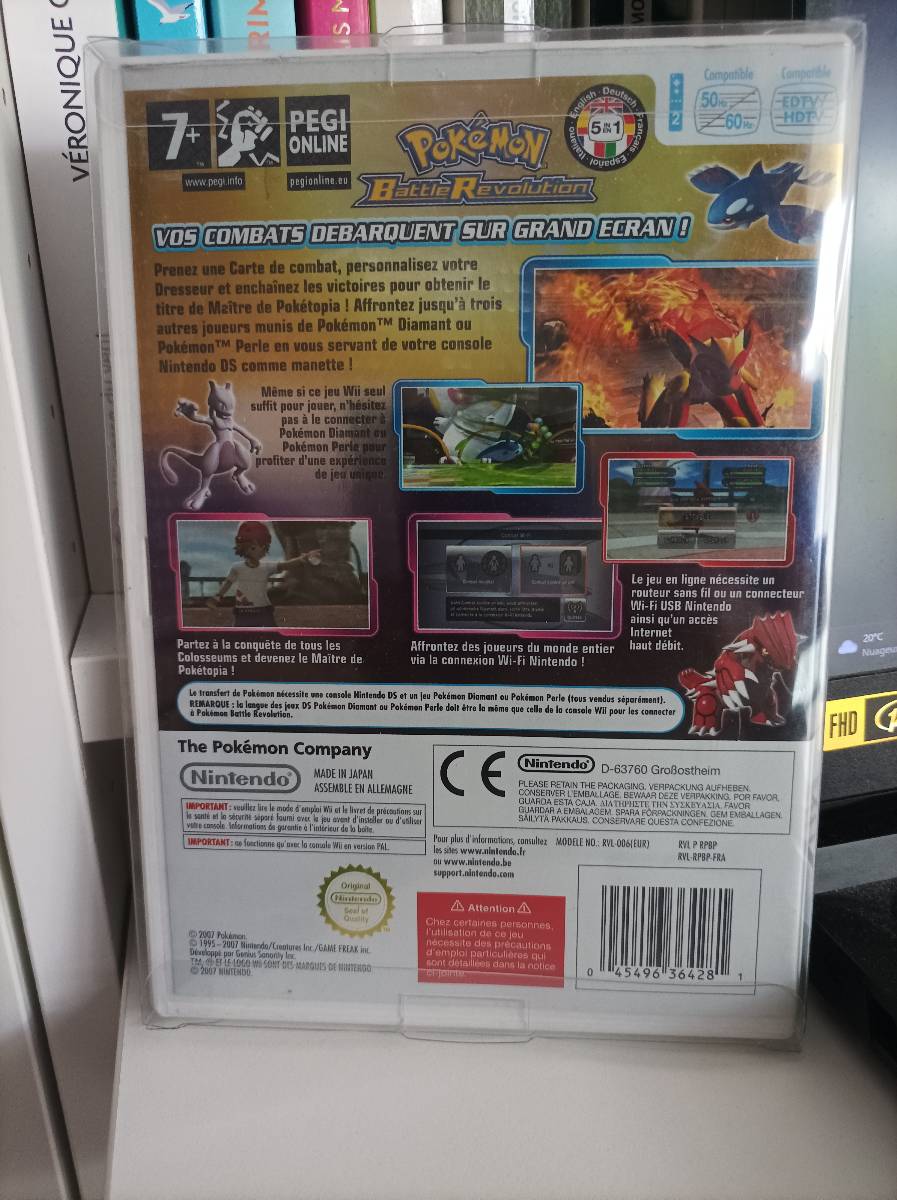 VÉRONIQUE
7+
PEGI
ONLINE
www.pegi.info
pegionline.eu
POKéMON
Battle Revolution
English · Deutsch · Français · Español · Italiano
5 IN 1
2
Compatible
50Hz
60Hz
Compatible
EDTV
HDTV
VOS COMBATS DEBARQUENT SUR GRAND ECRAN !
Prenez une Carte de combat, personnalisez votre
Dresseur et enchaînez les victoires pour obtenir le
titre de Maître de Pokétopia ! Affrontez jusqu'à trois
autres joueurs munis de Pokémon™ Diamant ou
Pokémon™ Perle en vous servant de votre console
Nintendo DS comme manette !
Même si ce jeu Wii seul
suffit pour jouer, n'hésitez
pas à le connecter à
Pokémon Diamant ou
Pokémon Perle pour
profiter d'une expérience
de jeu unique.
Combat Wi-Fi
Partez à la conquête de tous les
Colosseums et devenez le Maître de
Pokétopia !
Affrontez des joueurs du monde entier
via la connexion Wi-Fi Nintendo !
Le jeu en ligne nécessite un
routeur sans fil ou un connecteur
Wi-Fi USB Nintendo
ainsi qu'un accès
Internet
haut débit.
Le transfert de Pokémon nécessite une console Nintendo DS et un jeu Pokémon Diamant ou Pokémon Perle (tous vendus séparément).
REMARQUE : la langue des jeux DS Pokémon Diamant ou Pokémon Perle doit être la même que celle de la console Wii pour les connecter
à Pokémon Battle Revolution.
20°C
Nuageu
FHD
The Pokémon Company
Nintendo
MADE IN JAPAN
ASSEMBLE EN ALLEMAGNE
IMPORTANT : veuillez lire le mode d'emploi Wii et le livret de précautions sur
la santé et la sécurité séparé fourni avec le jeu avant d'installer ou d'utiliser
votre console. Informations de garantie à l'intérieur de la boîte.
IMPORTANT : ne fonctionne qu'avec la console Wii en version PAL.
CE
Nintendo
D-63760 Großostheim
PLEASE RETAIN THE PACKAGING. VERPACKUNG AUFHEBEN.
CONSERVER L'EMBALLAGE. BEWAAR DEZE VERPAKKING. POR FAVOR,
GUARDA ESTA CAJA. ΔΙΑΤΗΡΗΣΤΕ ΤΗΝ ΣΥΣΚΕΥΑΣΙΑ. FAVOR
GUARDAR A EMBALAGEM. SPARA FÖRPACKNINGEN. GEM EMBALLAGEN.
SÄILYTÄ PAKKAUS. CONSERVARE QUESTA CONFEZIONE.
Pour plus d'informations, consultez
les sites www.nintendo.fr
ou www.nintendo.be
support.nintendo.com
MODELE NO.: RVL-006(EUR)
RVL P RPBP
RVL-RPBP-FRA
Original
Nintendo
Seal of
Quality
Attention
Chez certaines personnes,
l'utilisation de ce jeu
nécessite des précautions
d'emploi particulières qui
sont détaillées dans la notice
ci-jointe.
© 2007 Pokémon.
© 1995-2007 Nintendo/Creatures Inc./GAME FREAK inc.
Développé par Genius Sonority Inc.
TM, ® ET LE LOGO Wii SONT DES MARQUES DE NINTENDO.
© 2007 NINTENDO.
0 45496 36428 1